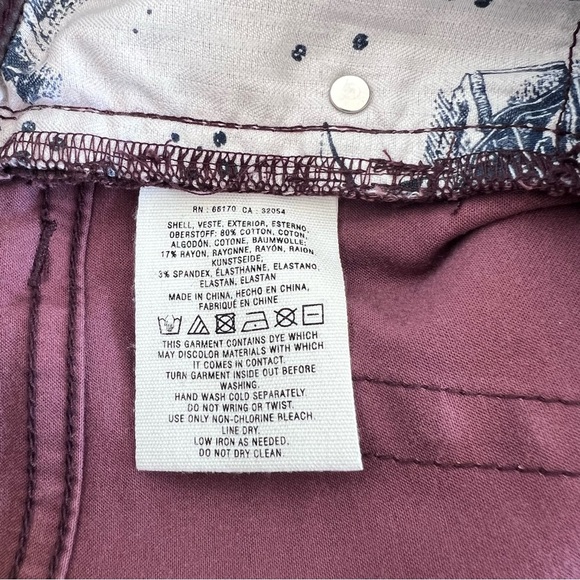 RN : 66170 CA : 32054
SHELL, VESTE, EXTERIOR, ESTERNO,
OBERSTOFF: 80% COTTON, COTON,
ALGODÓN, COTONE, BAUMWOLLE;
17% RAYON, RAYONNE, RAYÓN, RAION,
KUNSTSEIDE;
3% SPANDEX, ÉLASTHANNE, ELASTANO,
ELASTAN, ELASTAN
MADE IN CHINA, HECHO EN CHINA,
FABRIQUÉ EN CHINE
THIS GARMENT CONTAINS DYE WHICH
MAY DISCOLOR MATERIALS WITH WHICH
IT COMES IN CONTACT.
TURN GARMENT INSIDE OUT BEFORE
WASHING.
HAND WASH COLD SEPARATELY
DO NOT WRING OR TWIST.
USE ONLY NON-CHLORINE BLEACH.
LINE DRY.
LOW IRON AS NEEDED.
DO NOT DRY CLEAN.